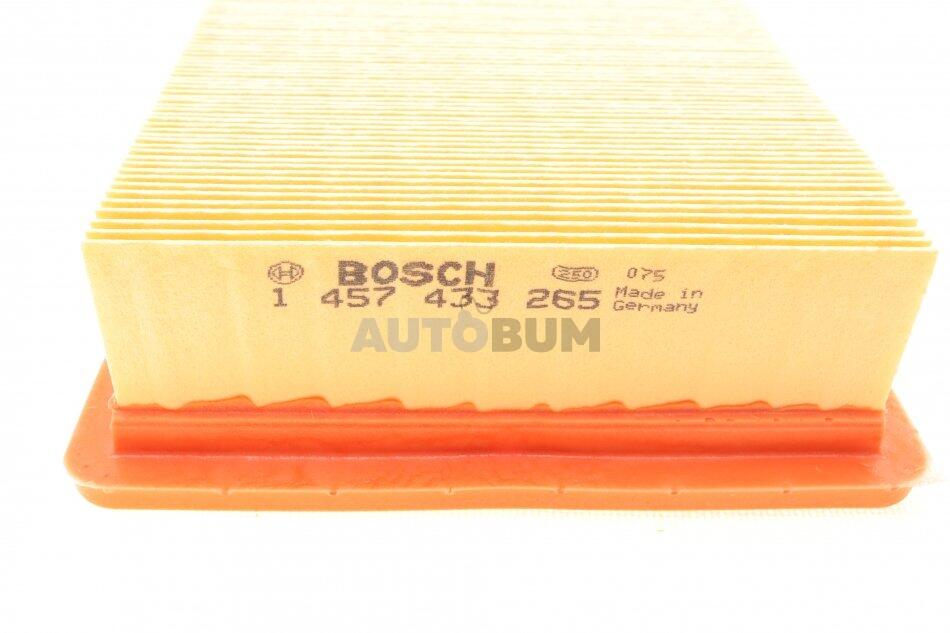 BOSCH 250 075
1 457 433 265 Made in
Germany
AUTOBUM